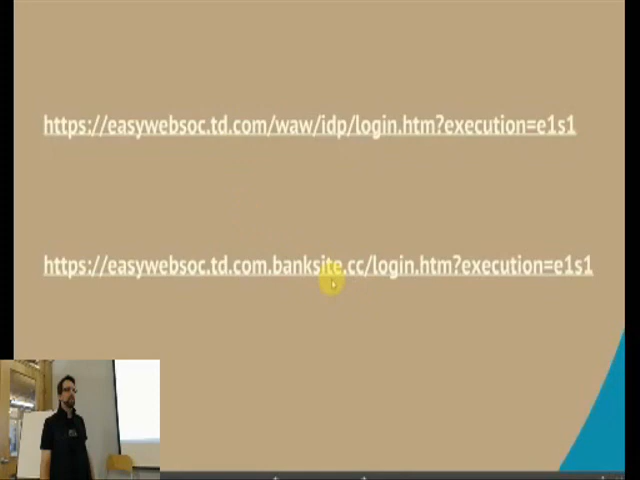 https://easywebsoc.td.com/waw/idp/login.htm?execution=e1s1
https://easywebsoc.td.com.banksite.cc/login.htm?execution=e1s1